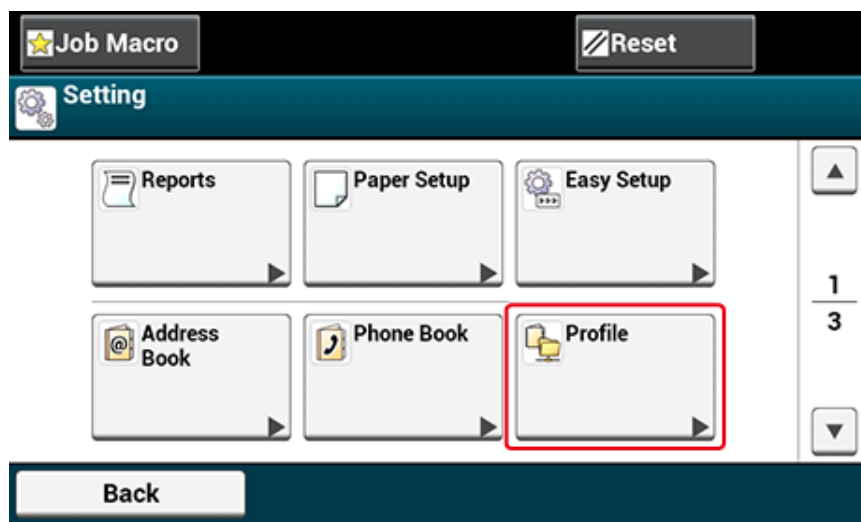 Job Macro
Reset
Setting
Reports
Paper Setup
Easy Setup
Address
Book
Phone Book
Profile
1
3
Back